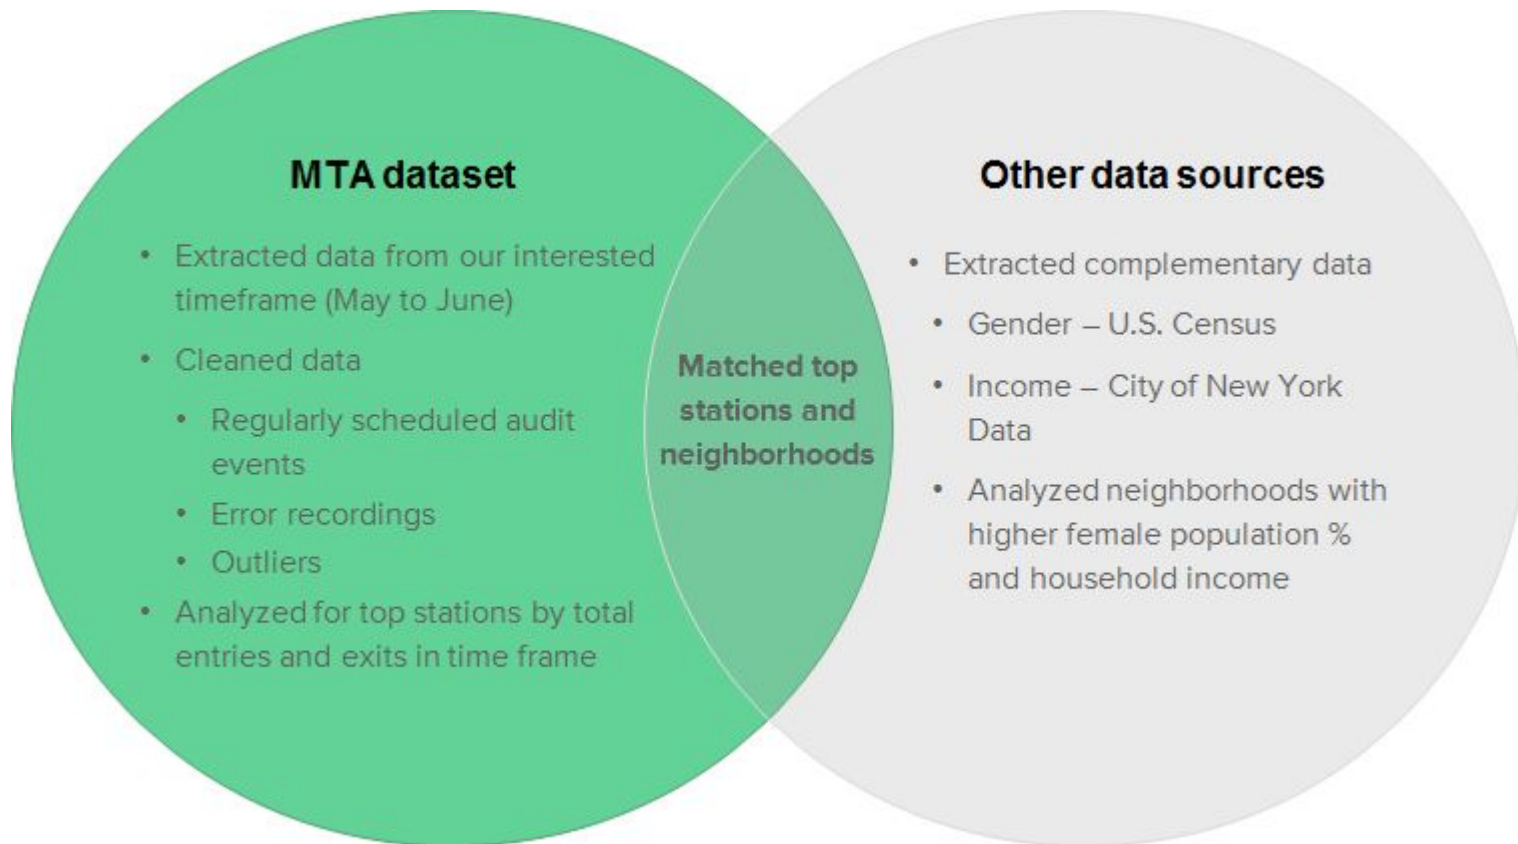 MTA dataset
• Extracted data from our interested
timeframe (May to June)
• Cleaned data
• Regularly scheduled audit
events
• Error recordings
• Outliers
• Analyzed for top stations by total
entries and exits in time frame
Matched top
stations and
neighborhoods
Other data sources
• Extracted complementary data
• Gender – U.S. Census
• Income – City of New York
Data
• Analyzed neighborhoods with
higher female population %
and household income